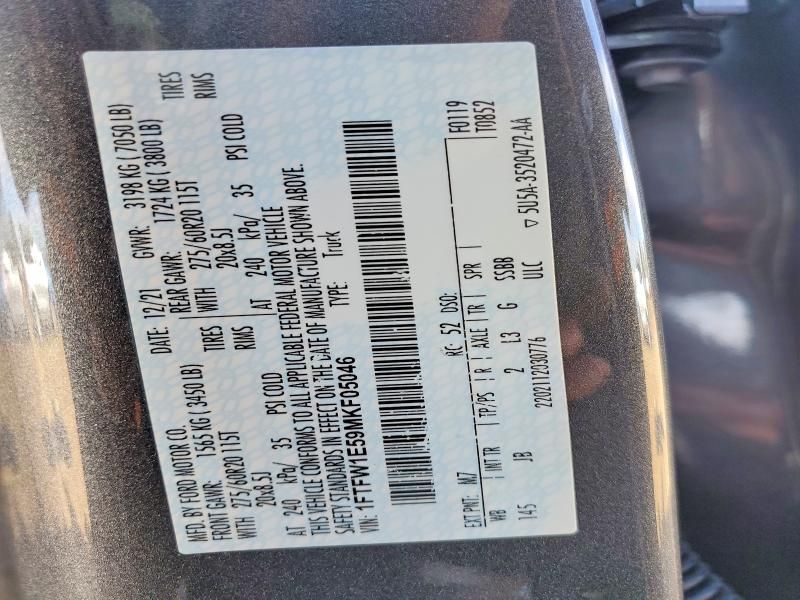 MFD. BY FORD MOTOR CO.
DATE: 12/21 GVWR: 3198 KG ( 7050 LB)
FRONT GAWR: 1565 KG ( 3450 LB) REAR GAWR: 1724 KG ( 3800 LB)
WITH 275/60R20 115T TIRES WITH 275/60R20 115T TIRES
20x8.5J RIMS 20x8.5J RIMS
AT 240 kPa/ 35 PSI COLD AT 240 kPa/ 35 PSI COLD
THIS VEHICLE CONFORMS TO ALL APPLICABLE FEDERAL MOTOR VEHICLE
SAFETY STANDARDS IN EFFECT ON THE DATE OF MANUFACTURE SHOWN ABOVE.
VIN: 1FTFW1E59MKF05046 TYPE: Truck
F0119
EXT PNT: M7 RC: 52 DSO: T0852
WB INT TR TP/PS R AXLE TR SPR
145 JB 2 L3 G SSBB
2202112030776 ULC ▽ 5U5A-3520472-AA